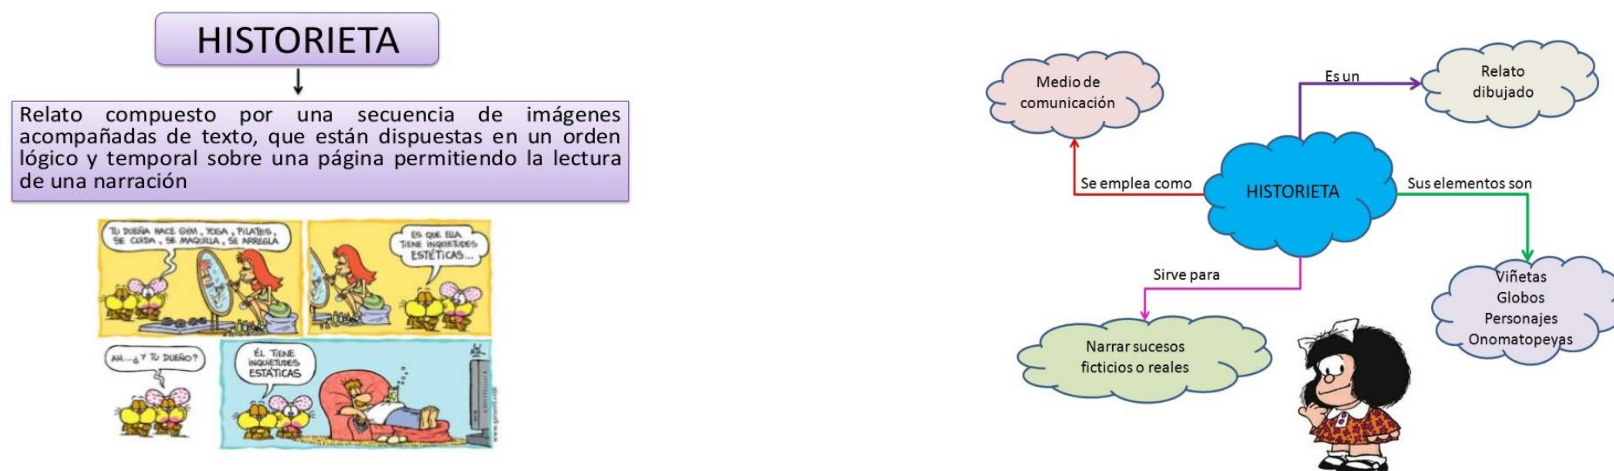 HISTORIETA
Relato compuesto por una secuencia de imágenes
acompañadas de texto, que están dispuestas en un orden
lógico y temporal sobre una página permitiendo la lectura
de una narración
TU DUEÑA HACE GYM, YOGA, PILATES,
SE CUIDA, SE MAQUILLA, SE ARREGLA
ES QUE ELLA
TIENE INQUIETUDES
ESTÉTICAS...
AH...¿Y TU DUEÑO?
ÉL TIENE
INQUIETUDES
ESTÁTICAS
Medio de
comunicación
Es un
Relato
dibujado
Se emplea como
HISTORIETA
Sus elementos son
Sirve para
Viñetas
Globos
Personajes
Onomatopeyas
Narrar sucesos
ficticios o reales